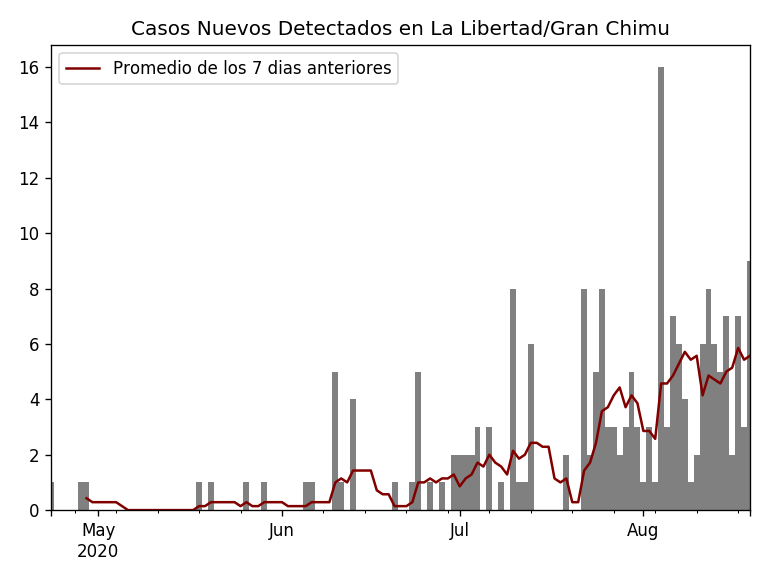 Casos Nuevos Detectados en La Libertad/Gran Chimu
Promedio de los 7 dias anteriores
16
14
12
10
8
6
4
2
0
May
2020
Jun
Jul
Aug